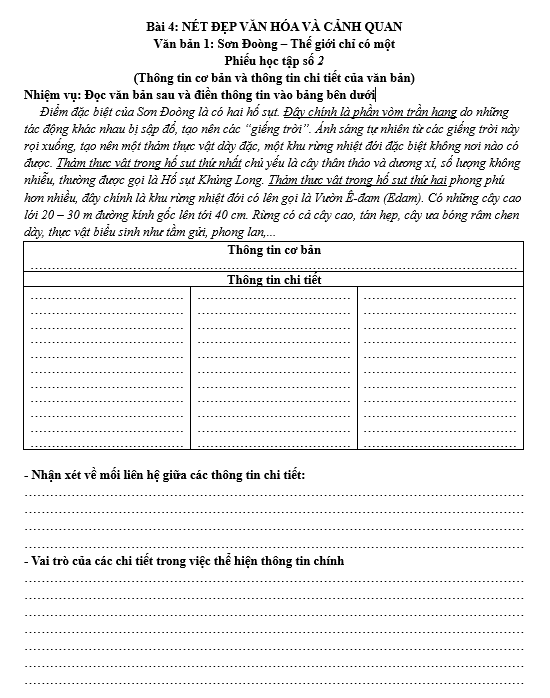 Bài 4: NÉT ĐẸP VĂN HÓA VÀ CẢNH QUAN
Văn bản 1: Sơn Đoòng – Thế giới chỉ có một
Phiếu học tập số 2
(Thông tin cơ bản và thông tin chi tiết của văn bản)
Nhiệm vụ: Đọc văn bản sau và điền thông tin vào bảng bên dưới
Điểm đặc biệt của Sơn Đoòng là có hai hố sụt. Đây chính là phần vòm trần hang do những
tác động khác nhau bị sập đổ, tạo nên các “giếng trời”. Ánh sáng tự nhiên từ các giếng trời này
rọi xuống, tạo nên một thảm thực vật dày đặc, một khu rừng nhiệt đới đặc biệt không nơi nào có
được. Thảm thực vật trong hố sụt thứ nhất chủ yếu là cây thân thảo và dương xỉ, số lượng không
nhiều, thường được gọi là Hố sụt Khủng Long. Thảm thực vật trong hố sụt thứ hai phong phú
hơn nhiều, đây chính là khu rừng nhiệt đới có lên gọi là Vườn Ê-đam (Edam). Có những cây cao
lới 20 – 30 m đường kính gốc lên tới 40 cm. Rừng có cả cây cao, tán hẹp, cây ưa bóng râm chen
dày, thực vật biểu sinh như tầm gửi, phong lan,...
Thông tin cơ bản
Thông tin chi tiết
- Nhận xét về mối liên hệ giữa các thông tin chi tiết:
- Vai trò của các chi tiết trong việc thể hiện thông tin chính